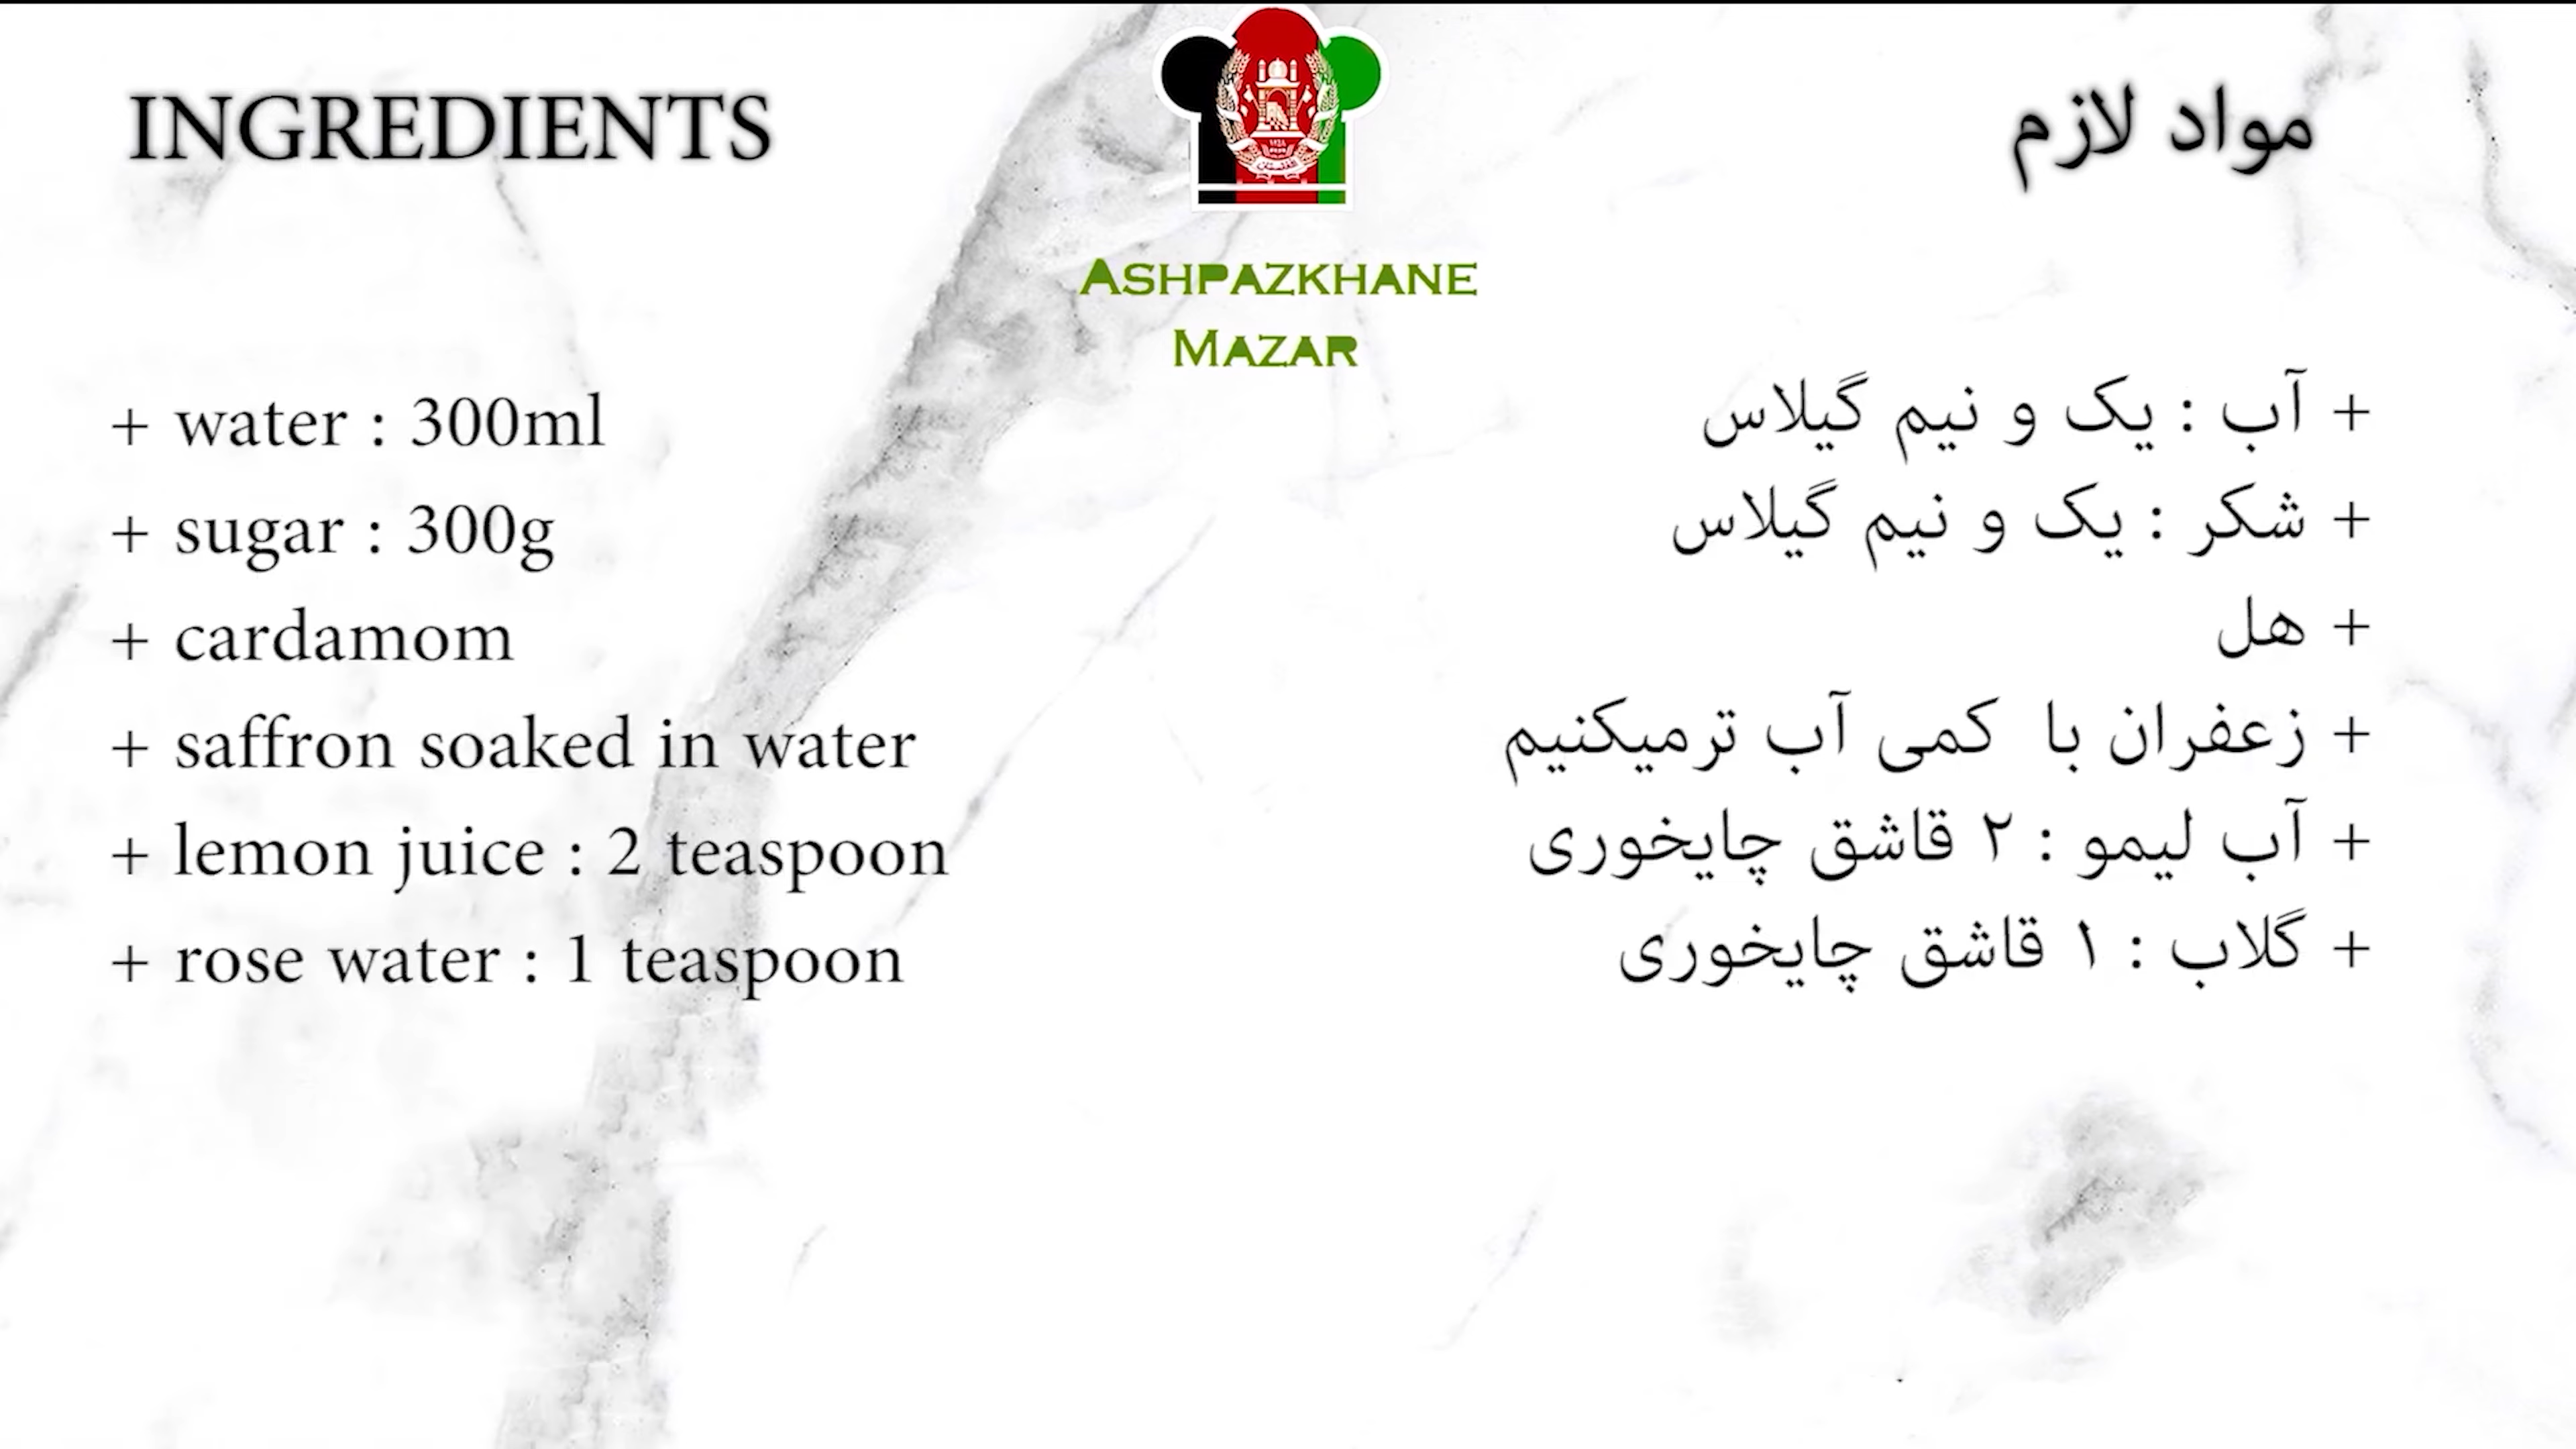 INGREDIENTS
+ water : 300ml
+ sugar : 300g
+ cardamom
+ saffron soaked in water
+ lemon juice : 2 teaspoon
+ rose water : 1 teaspoon
ASHPAZKHANE
MAZAR
مواد لازم
+ آب : یک و نیم گیلاس
+ شکر : یک و نیم گیلاس
+ هل
+ زعفران با کمی آب ترمیکنیم
+ آب لیمو : ۲ قاشق چایخوری
+ گلاب : ۱ قاشق چایخوری